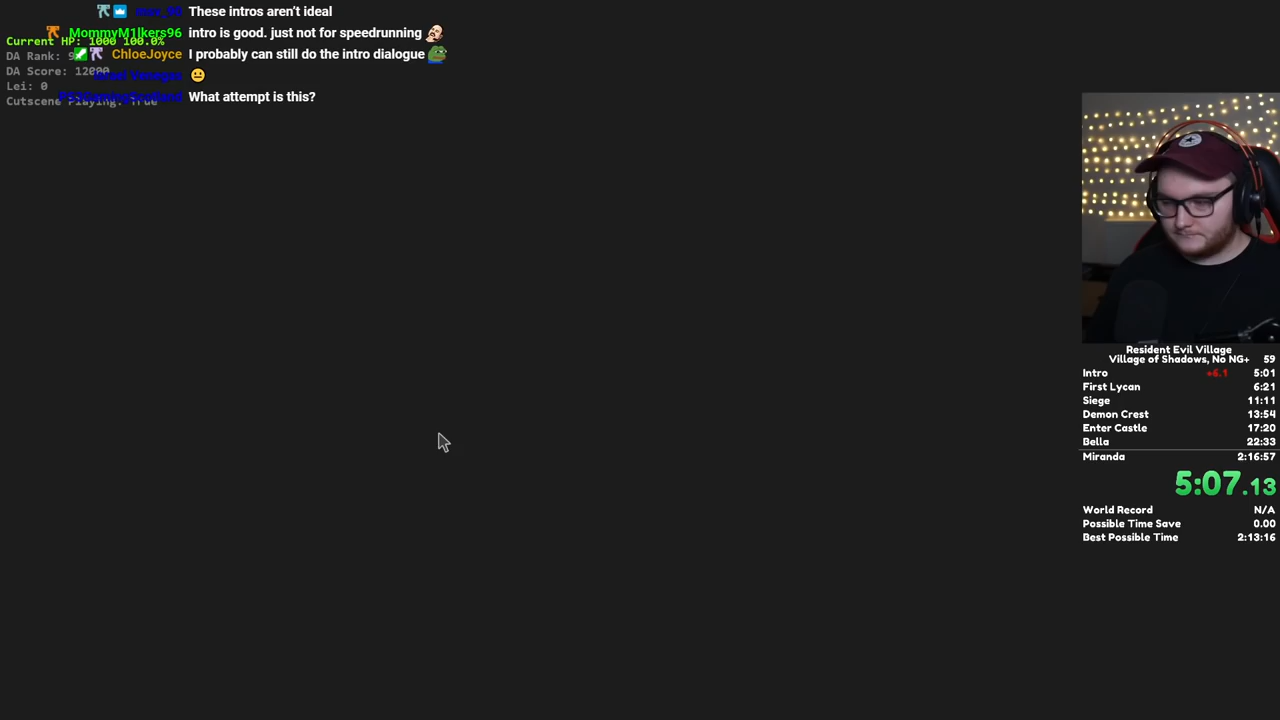 These intros aren't ideal
MommyM1lkers96 intro is good. just not for speedrunning
Current HP: 1000 100.0%
ChloeJoyce I probably can still do the intro dialogue
DA Rank: 9
DA Score: 12000
Lei: 0
What attempt is this?
Cutscene Playing: True
Resident Evil Village
Village of Shadows, No NG+ 59
Intro +6.1 5:01
First Lycan 6:21
Siege 11:11
Demon Crest 13:54
Enter Castle 17:20
Bella 22:33
Miranda 2:16:57
5:07.13
World Record N/A
Possible Time Save 0.00
Best Possible Time 2:13:16